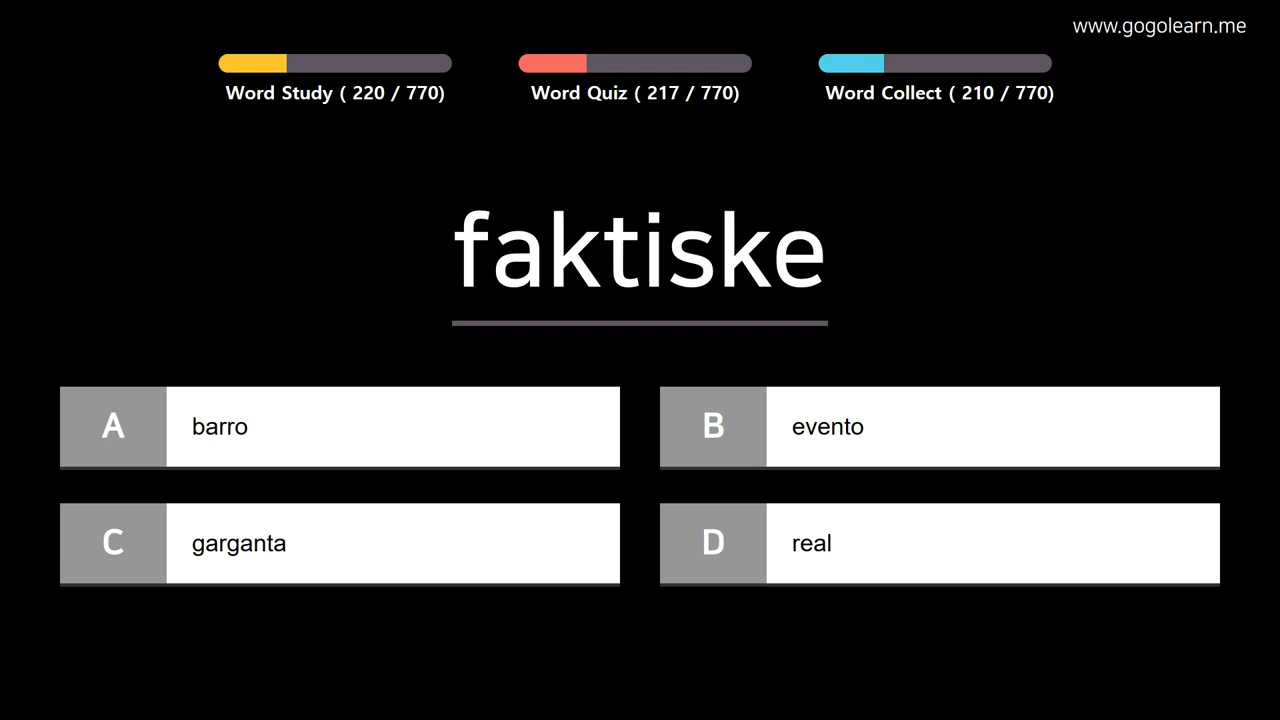 www.gogolearn.me
Word Study ( 220 / 770)
Word Quiz ( 217 / 770)
Word Collect ( 210 / 770)
faktiske
A barro
B evento
C garganta
D real